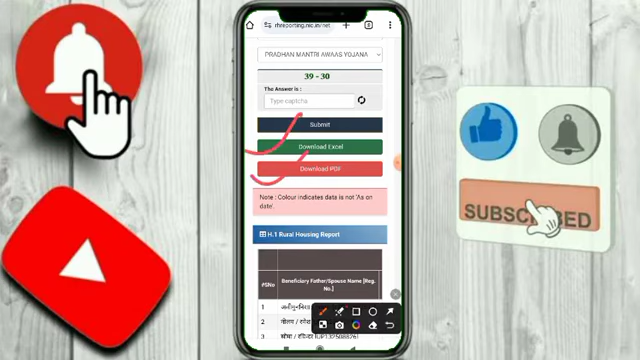 rhreporting.nic.in/net
8
PRADHAN MANTRI AWAAS YOJANA
39 - 30
The Answer is :
Type captcha
Submit
Download Excel
Download PDF
Note : Colour indicates data is not 'As on date'.
H.1 Rural Housing Report
#SNo
Beneficiary Father/Spouse Name [Reg. No.]
1
2
3
SUBSCRIBED